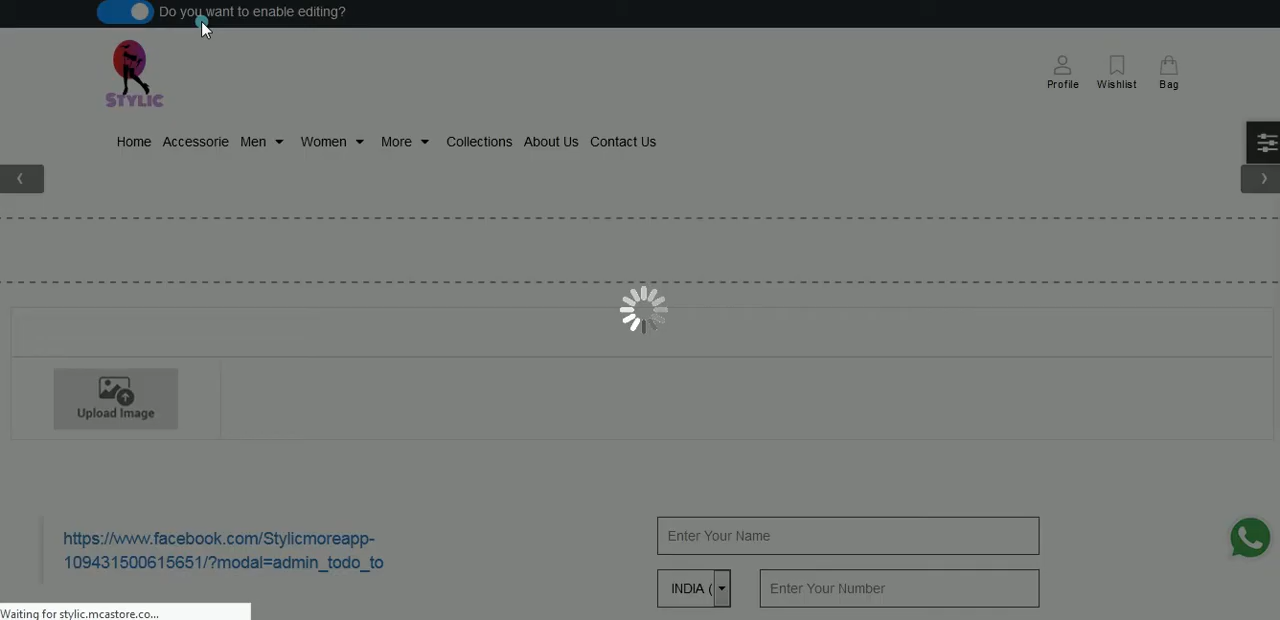 Do you want to enable editing?
STYLIC
Profile
Wishlist
Bag
Home Accessorie Men Women More Collections About Us Contact Us
Upload Image
https://www.facebook.com/Stylicmoreapp-
109431500615651/?modal=admin_todo_to
Enter Your Name
INDIA (
Enter Your Number
Waiting for stylic.mcastore.co...